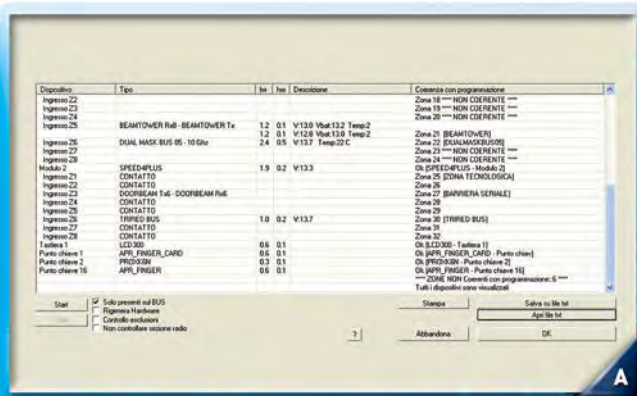 Dispositivo Tipo fw hw Descrizione Coerenza con programmazione
Ingresso Z2 Zona 18 **** NON COERENTE ****
Ingresso Z3 Zona 19 **** NON COERENTE ****
Ingresso Z4 Zona 20 **** NON COERENTE ****
Ingresso Z5 BEAMTOWER Rx8 - BEAMTOWER Tx 1.2 0.1 V:13.0 Vbat:13.2 Temp:2
1.2 0.1 V:12.8 Vbat:13.0 Temp:2 Zona 21 [BEAMTOWER]
Ingresso Z6 DUAL MASK BUS 05 - 10 Ghz 2.4 0.5 V:13.7 Temp:22'C Zona 22 [DUALMASKBUS05]
Ingresso Z7 Zona 23 **** NON COERENTE ****
Ingresso Z8 Zona 24 **** NON COERENTE ****
Modulo 2 SPEED4PLUS 1.9 0.2 V:13.3 Ok [SPEED4PLUS - Modulo 2]
Ingresso Z1 CONTATTO Zona 25 [ZONA TECNOLOGICA]
Ingresso Z2 CONTATTO Zona 26
Ingresso Z3 DOORBEAM Tx6 - DOORBEAM Rx6 Zona 27 [BARRIERA SERIALE]
Ingresso Z4 CONTATTO Zona 28
Ingresso Z5 CONTATTO Zona 29
Ingresso Z6 TRIRED BUS 1.0 0.2 V:13.7 Zona 30 [TRIRED BUS]
Ingresso Z7 CONTATTO Zona 31
Ingresso Z8 CONTATTO Zona 32
Tastiera 1 LCD300 0.6 0.1 Ok [LCD300 - Tastiera 1]
Punto chiave 1 APR_FINGER_CARD 0.6 0.1 Ok [APR_FINGER_CARD - Punto chiav]
Punto chiave 2 PROXK6N 0.3 0.1 Ok [PROXK6N - Punto chiave 2]
Punto chiave 16 APR_FINGER 0.6 0.1 Ok [APR_FINGER - Punto chiave 16]
**** ZONE NON Coerenti con programmazione: 6 ****
Tutti i dispositivi sono visualizzati
Start Solo presenti sul BUS Stampa Salva su file txt
Rigenera Hardware Apri file txt
Controllo esclusioni
Non controllare sezione radio ? Abbandona OK
A